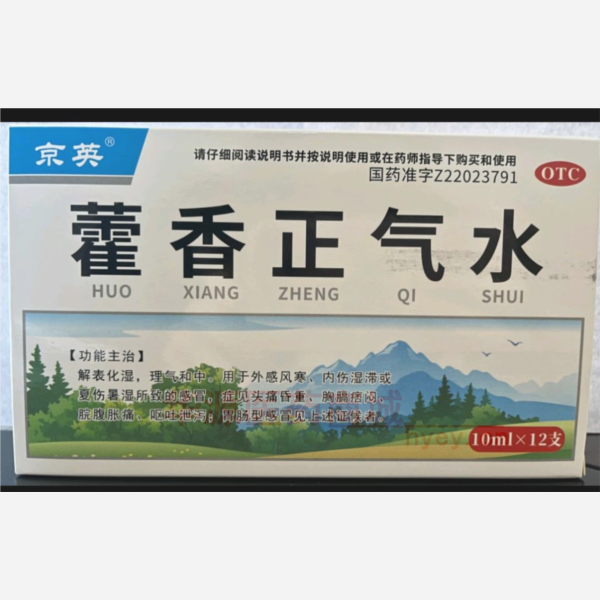 京英®
请仔细阅读说明书并按说明使用或在药师指导下购买和使用
国药准字Z22023791
OTC
藿香正气水
HUO XIANG ZHENG QI SHUI
【功能主治】
解表化湿，理气和中。用于外感风寒、内伤湿滞或
夏伤暑湿所致的感冒，症见头痛昏重、胸膈痞闷、
脘腹胀痛、呕吐泄泻；胃肠型感冒见上述证候者。
10ml×12支